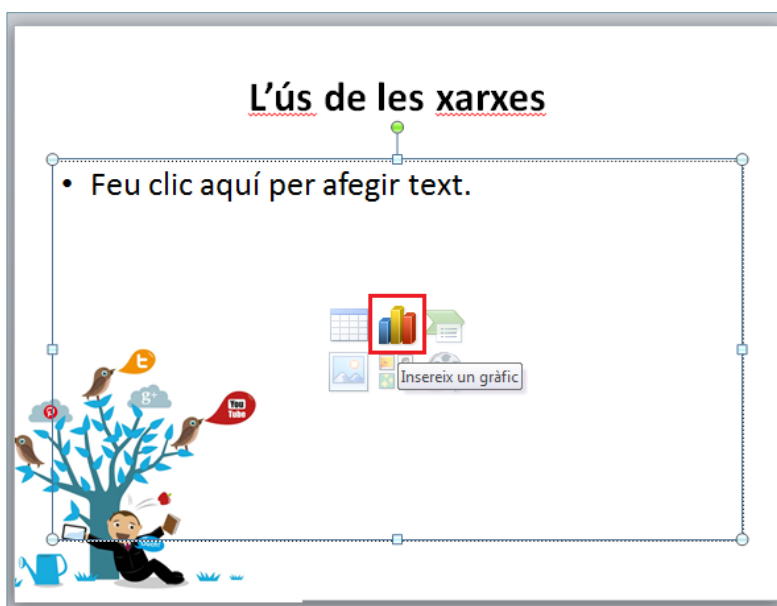 L'ús de les xarxes
• Feu clic aquí per afegir text.
Insereix un gràfic
t
g+
You
Tube